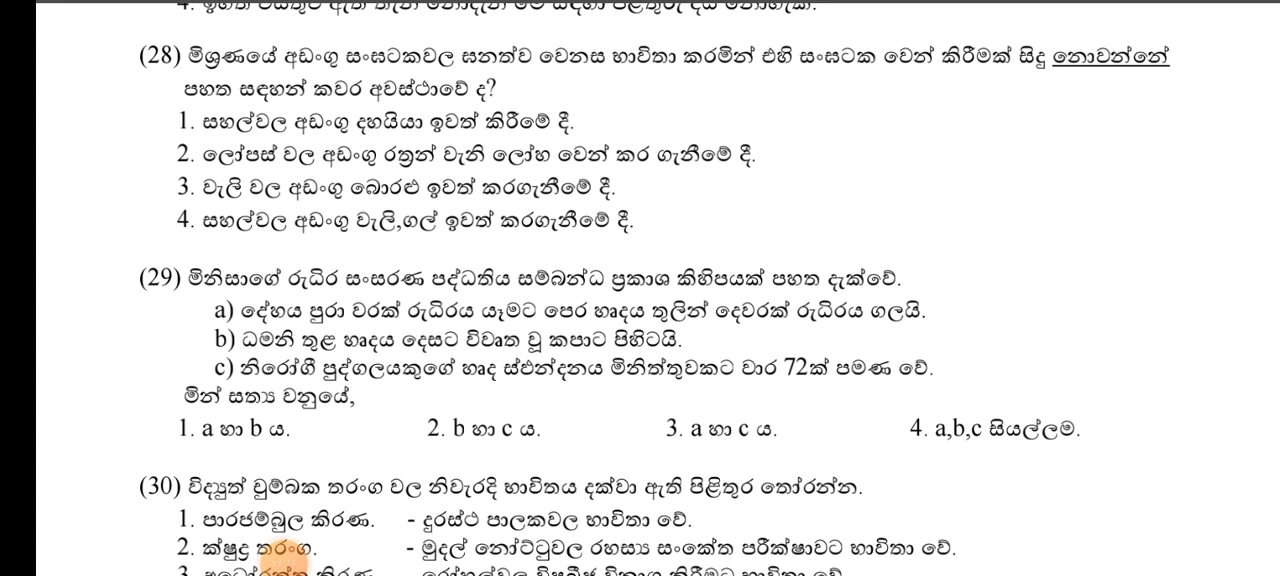 (28) මිශ්‍රණයේ අඩංගු සංඝටකවල ඝනත්ව වෙනස භාවිතා කරමින් එහි සංඝටක වෙන් කිරීමක් සිදු නොවන්නේ
පහත සඳහන් කවර අවස්ථාවේ ද?
1. සහල්වල අඩංගු දහයියා ඉවත් කිරීමේ දී.
2. ලෝපස් වල අඩංගු රත්‍රන් වැනි ලෝහ වෙන් කර ගැනීමේ දී.
3. වැලි වල අඩංගු බොරළු ඉවත් කරගැනීමේ දී.
4. සහල්වල අඩංගු වැලි,ගල් ඉවත් කරගැනීමේ දී.
(29) මිනිසාගේ රුධිර සංසරණ පද්ධතිය සම්බන්ධ ප්‍රකාශ කිහිපයක් පහත දැක්වේ.
a) දේහය පුරා වරක් රුධිරය යෑමට පෙර හෘදය තුලින් දෙවරක් රුධිරය ගලයි.
b) ධමනි තුළ හෘදය දෙසට විවෘත වූ කපාට පිහිටයි.
c) නිරෝගී පුද්ගලයකුගේ හෘද ස්ඵන්දනය මිනිත්තුවකට වාර 72ක් පමණ වේ.
මින් සත්‍ය වනුයේ,
1. a හා b ය. 2. b හා c ය. 3. a හා c ය. 4. a,b,c සියල්ලම.
(30) විද්‍යුත් චුම්බක තරංග වල නිවැරදි භාවිතය දක්වා ඇති පිළිතුර තෝරන්න.
1. පාරජම්බුල කිරණ. - දුරස්ථ පාලකවල භාවිතා වේ.
2. ක්ෂුද්‍ර තරංග. - මුදල් නෝට්ටුවල රහස්‍ය සංකේත පරීක්ෂාවට භාවිතා වේ.